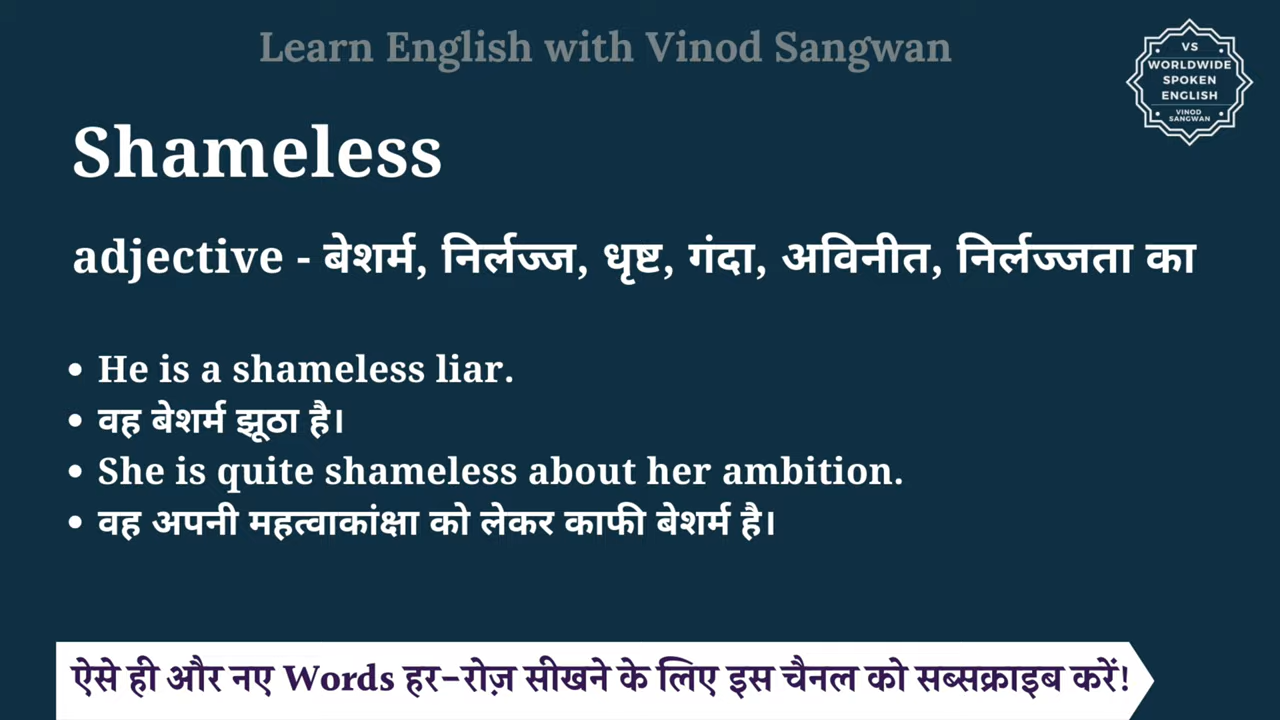 Learn English with Vinod Sangwan
VS
WORLDWIDE
SPOKEN
ENGLISH
VINOD
SANGWAN
Shameless
adjective - बेशर्म, निर्लज्ज, धृष्ट, गंदा, अविनीत, निर्लज्जता का
• He is a shameless liar.
• वह बेशर्म झूठा है।
• She is quite shameless about her ambition.
• वह अपनी महत्वाकांक्षा को लेकर काफी बेशर्म है।
ऐसे ही और नए Words हर-रोज़ सीखने के लिए इस चैनल को सब्सक्राइब करें!